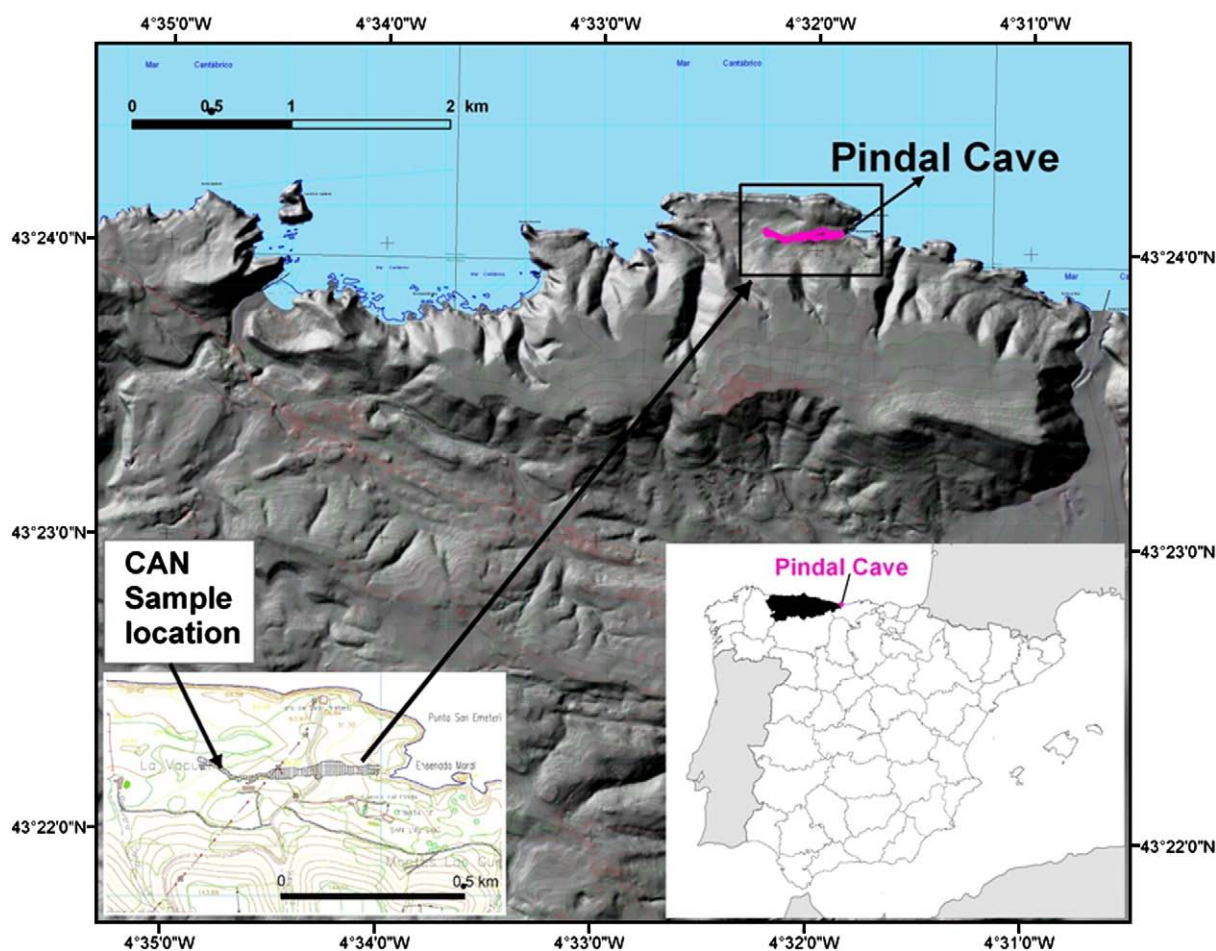 4°35'0"W 4°34'0"W 4°33'0"W 4°32'0"W 4°31'0"W
Mar Cantábrico
Mar Cantábrico
0 0,5 1 2 km
Pindal Cave
43°24'0"N
43°24'0"N
Mar Cantábrico
Mar
43°23'0"N
43°23'0"N
CAN
Sample
location
Pindal Cave
Punta San Emeteri
La Vacu
Ensenada Moral
0 0,5 km
43°22'0"N
43°22'0"N
4°35'0"W 4°34'0"W 4°33'0"W 4°32'0"W 4°31'0"W